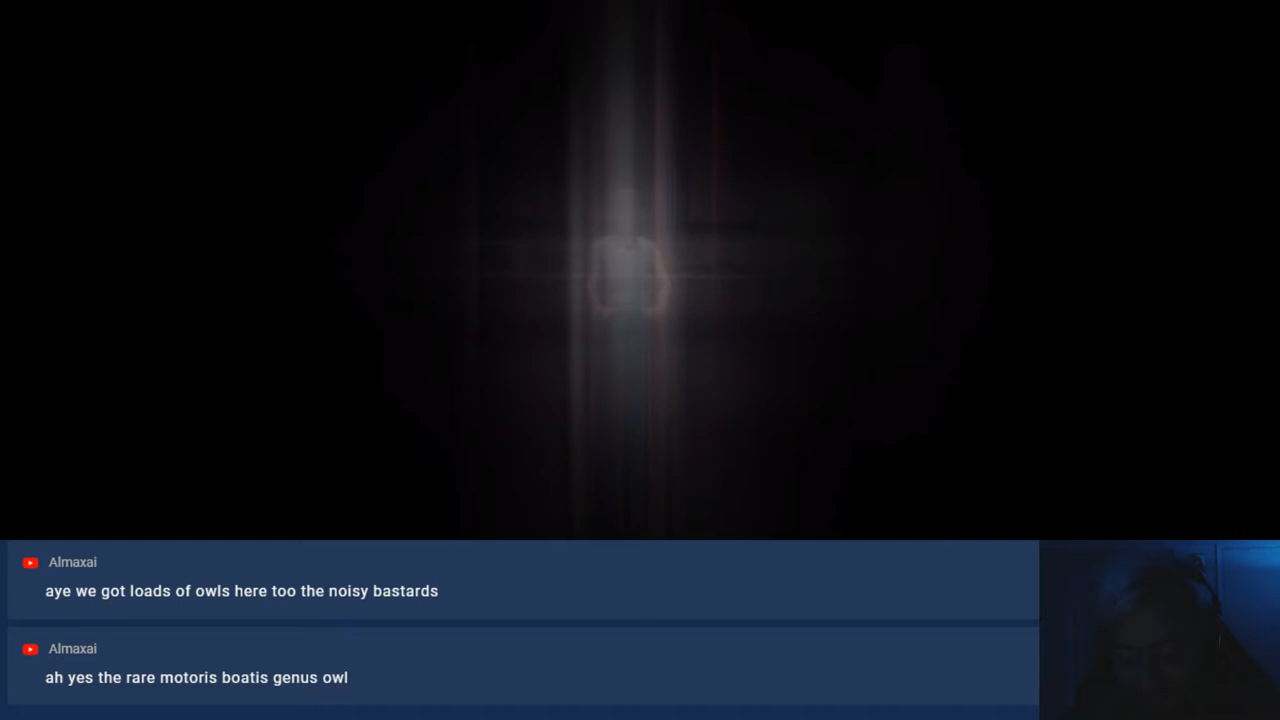 Almaxai
aye we got loads of owls here too the noisy bastards
Almaxai
ah yes the rare motoris boatis genus owl